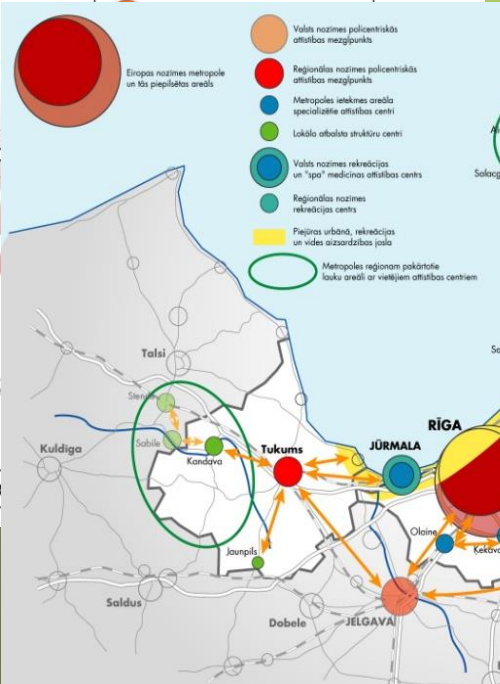 Eiropas nozīmes metropole
un tās piepilsētas areāls
Valsts nozīmes policentriskās
attīstības mezglpunkts
Reģionālas nozīmes policentriskās
attīstības mezglpunkts
Metropoles ietekmes areāla
specializētie attīstības centri
Lokālo atbalsta struktūru centri
Valsts nozīmes rekreācijas
un "spa" medicīnas attīstības centrs
Reģionālas nozīmes
rekreācijas centrs
Piejūras urbānā, rekreācijas
un vides aizsardzības josla
Metropoles reģionam pakārtotie
lauku areāli ar vietējiem attīstības centriem
Salacg
Talsi
Stende
Sabile
Kandava
Kuldīga
Tukums
JŪRMALA
RĪGA
Olaine
Ķekava
Jaunpils
Saldus
Dobele
JELGAVA